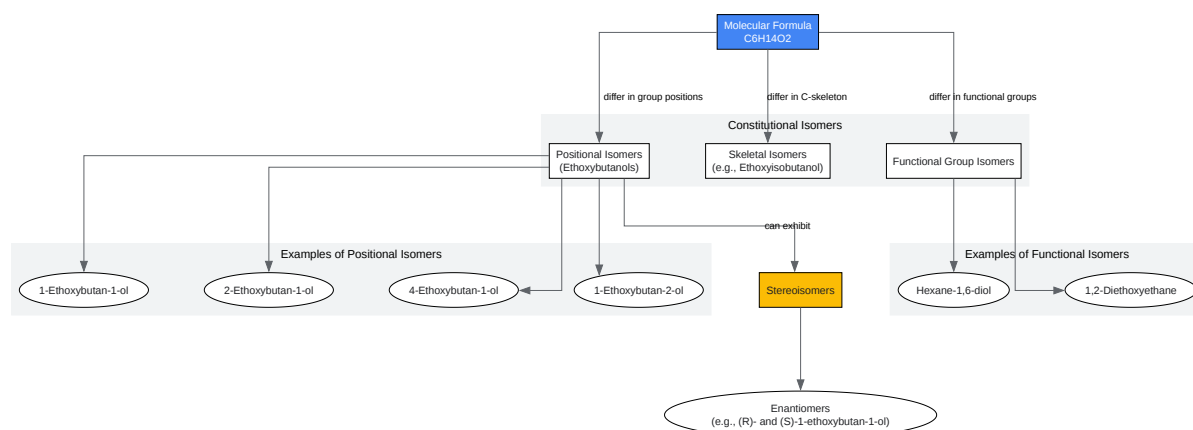 Molecular Formula
C6H14O2
differ in group positions
differ in C-skeleton
differ in functional groups
Constitutional Isomers
Positional Isomers
(Ethoxybutanols)
Skeletal Isomers
(e.g., Ethoxyisobutanol)
Functional Group Isomers
can exhibit
Examples of Positional Isomers
Examples of Functional Isomers
1-Ethoxybutan-1-ol
2-Ethoxybutan-1-ol
4-Ethoxybutan-1-ol
1-Ethoxybutan-2-ol
Stereoisomers
Hexane-1,6-diol
1,2-Diethoxyethane
Enantiomers
(e.g., (R)- and (S)-1-ethoxybutan-1-ol)